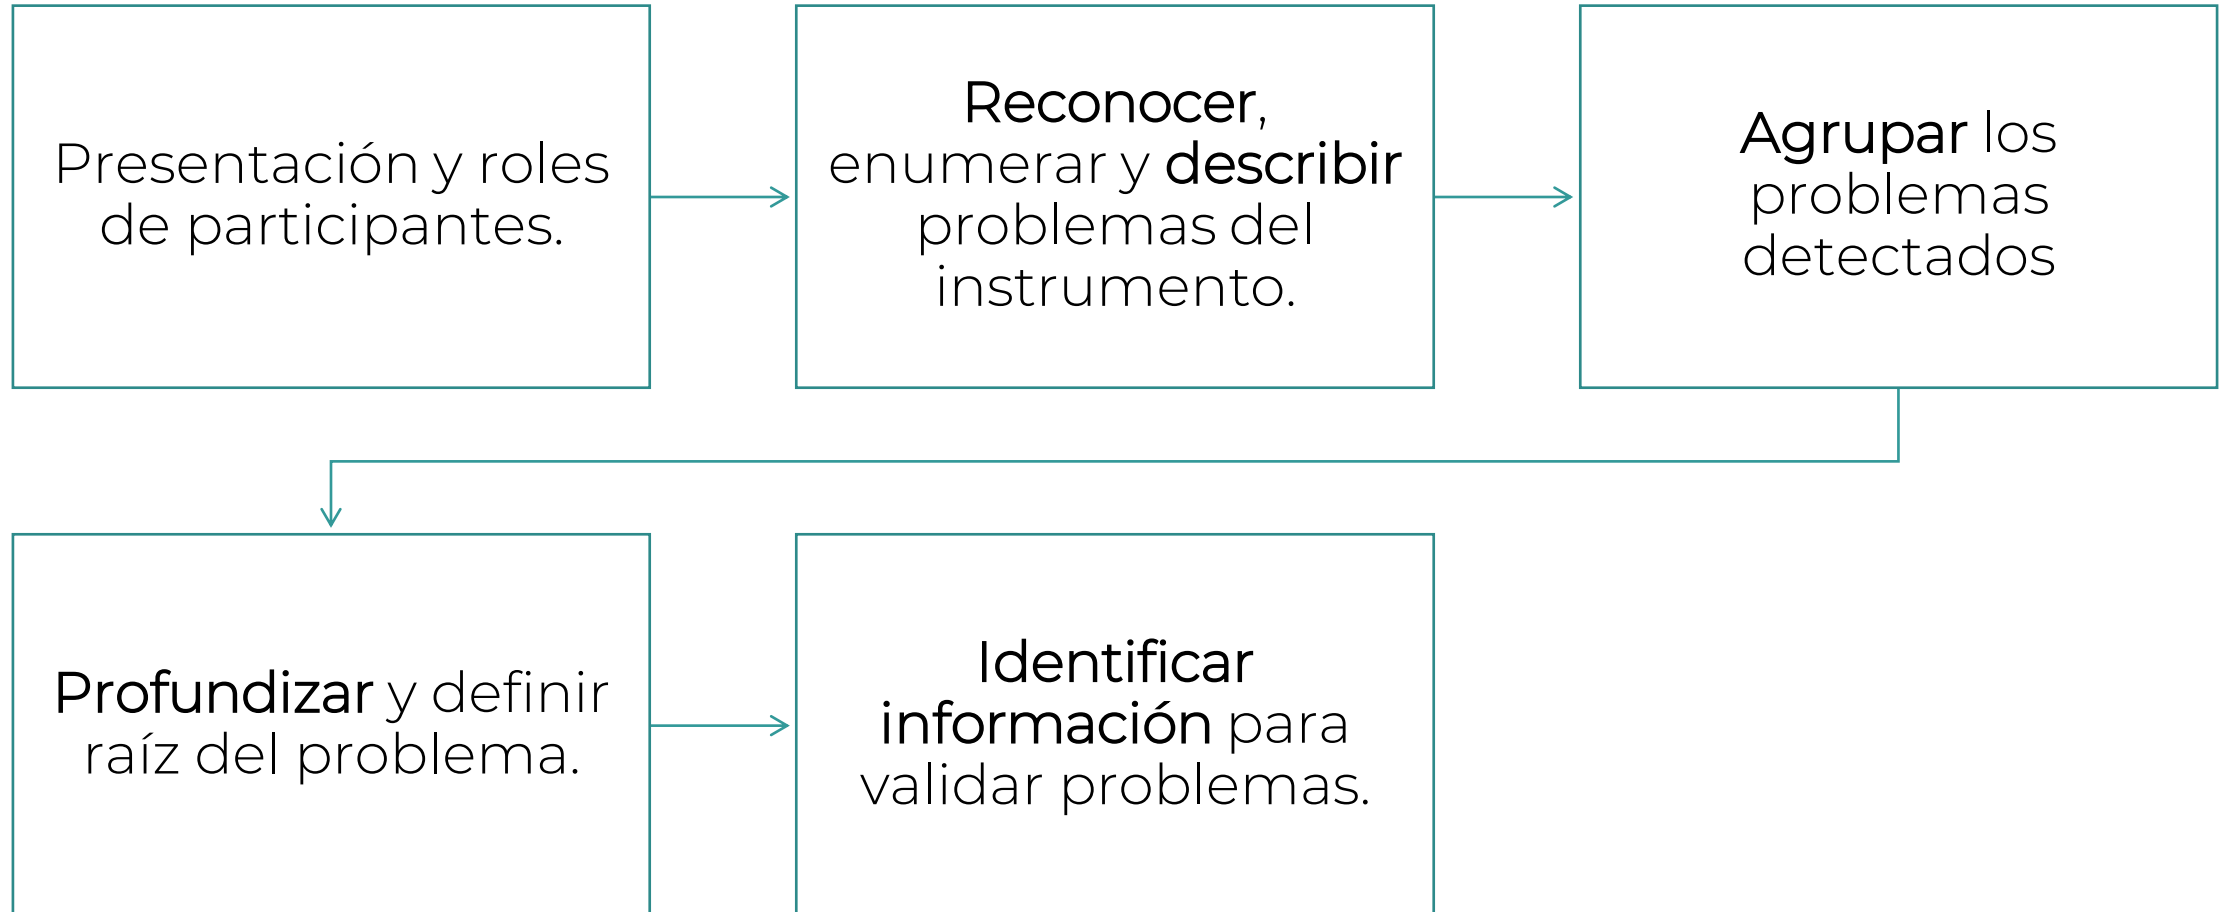 Presentación y roles
de participantes.
Reconocer,
enumerar y describir
problemas del
instrumento.
Agrupar los
problemas
detectados
Profundizar y definir
raíz del problema.
Identificar
información para
validar problemas.